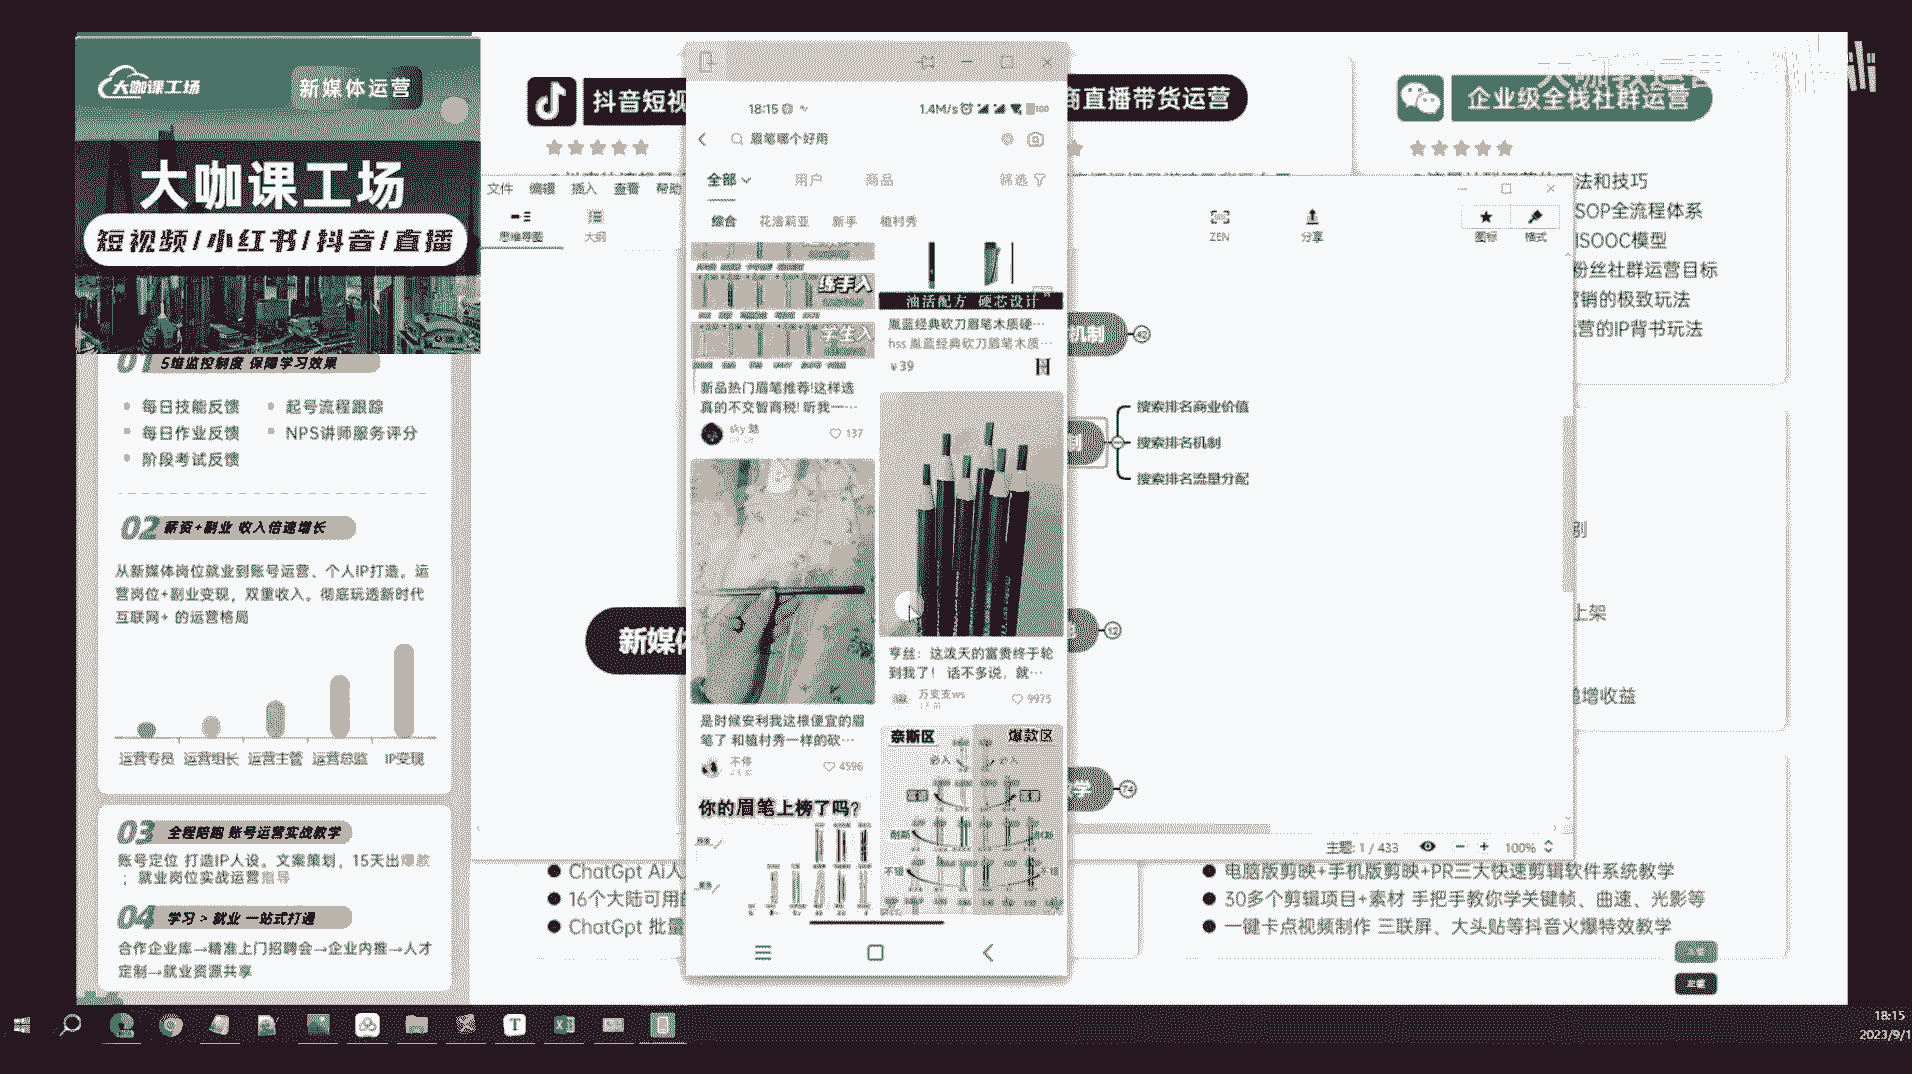 大咖课工场
新媒体运营
大咖课工场
短视频/小红书/抖音/直播
01 5维监控制度 保障学习效果
每日技能反馈
起号流程跟踪
每日作业反馈
NPS讲师服务评分
阶段考试反馈
02 薪资+副业 收入倍速增长
从新媒体岗位就业到账号运营、个人IP打造。运
营岗位+副业变现，双重收入。彻底玩透新时代
互联网+ 的运营格局
运营专员 运营组长 运营主管 运营总监 IP变现
03 全程陪跑 账号运营实战教学
账号定位 打造IP人设，文案策划，15天出爆款
；就业岗位实战运营指导
04 学习 > 就业 一站式打通
合作企业库→精准上门招聘会→企业内推→人才
定制→就业资源共享
抖音短视
商直播带货运营
企业级全栈社群运营
法和技巧
SOP全流程体系
ISOOC模型
粉丝社群运营目标
营销的极致玩法
运营的IP背书玩法
文件 编辑 插入 查看 帮助
思维导图
大纲
ZEN
分享
图标
格式
机制
42
搜索排名商业价值
搜索排名机制
搜索排名流量分配
新媒体
12
学
74
主题: 1 / 433
100%
上架
增收益
18:15
1.4M/s
100
眉笔哪个好用
全部
用户
商品
筛选
综合
花洛莉亚
新手
植村秀
练手入
学生入
新品热门眉笔推荐!这样选
真的不交智商税! 听我一…
sky 魅
137
油活配方 硬芯设计
胤蓝经典砍刀眉笔木质硬…
hss 胤蓝经典砍刀眉笔木质…
¥39
是时候安利我这根便宜的眉
笔了 和植村秀一样的砍…
不停
4596
亨丝：这泼天的富贵终于轮
到我了！ 话不多说，就…
万支支ws
9975
你的眉笔上榜了吗?
奈斯区
爆款区
必入
必入
耐斯
不错
ChatGpt Ai人
16个大陆可用的
ChatGpt 批量
电脑版剪映+手机版剪映+PR三大快速剪辑软件系统教学
30多个剪辑项目+素材 手把手教你学关键帧、曲速、光影等
一键卡点视频制作 三联屏、大头贴等抖音火爆特效教学
18:15
2023/9/1